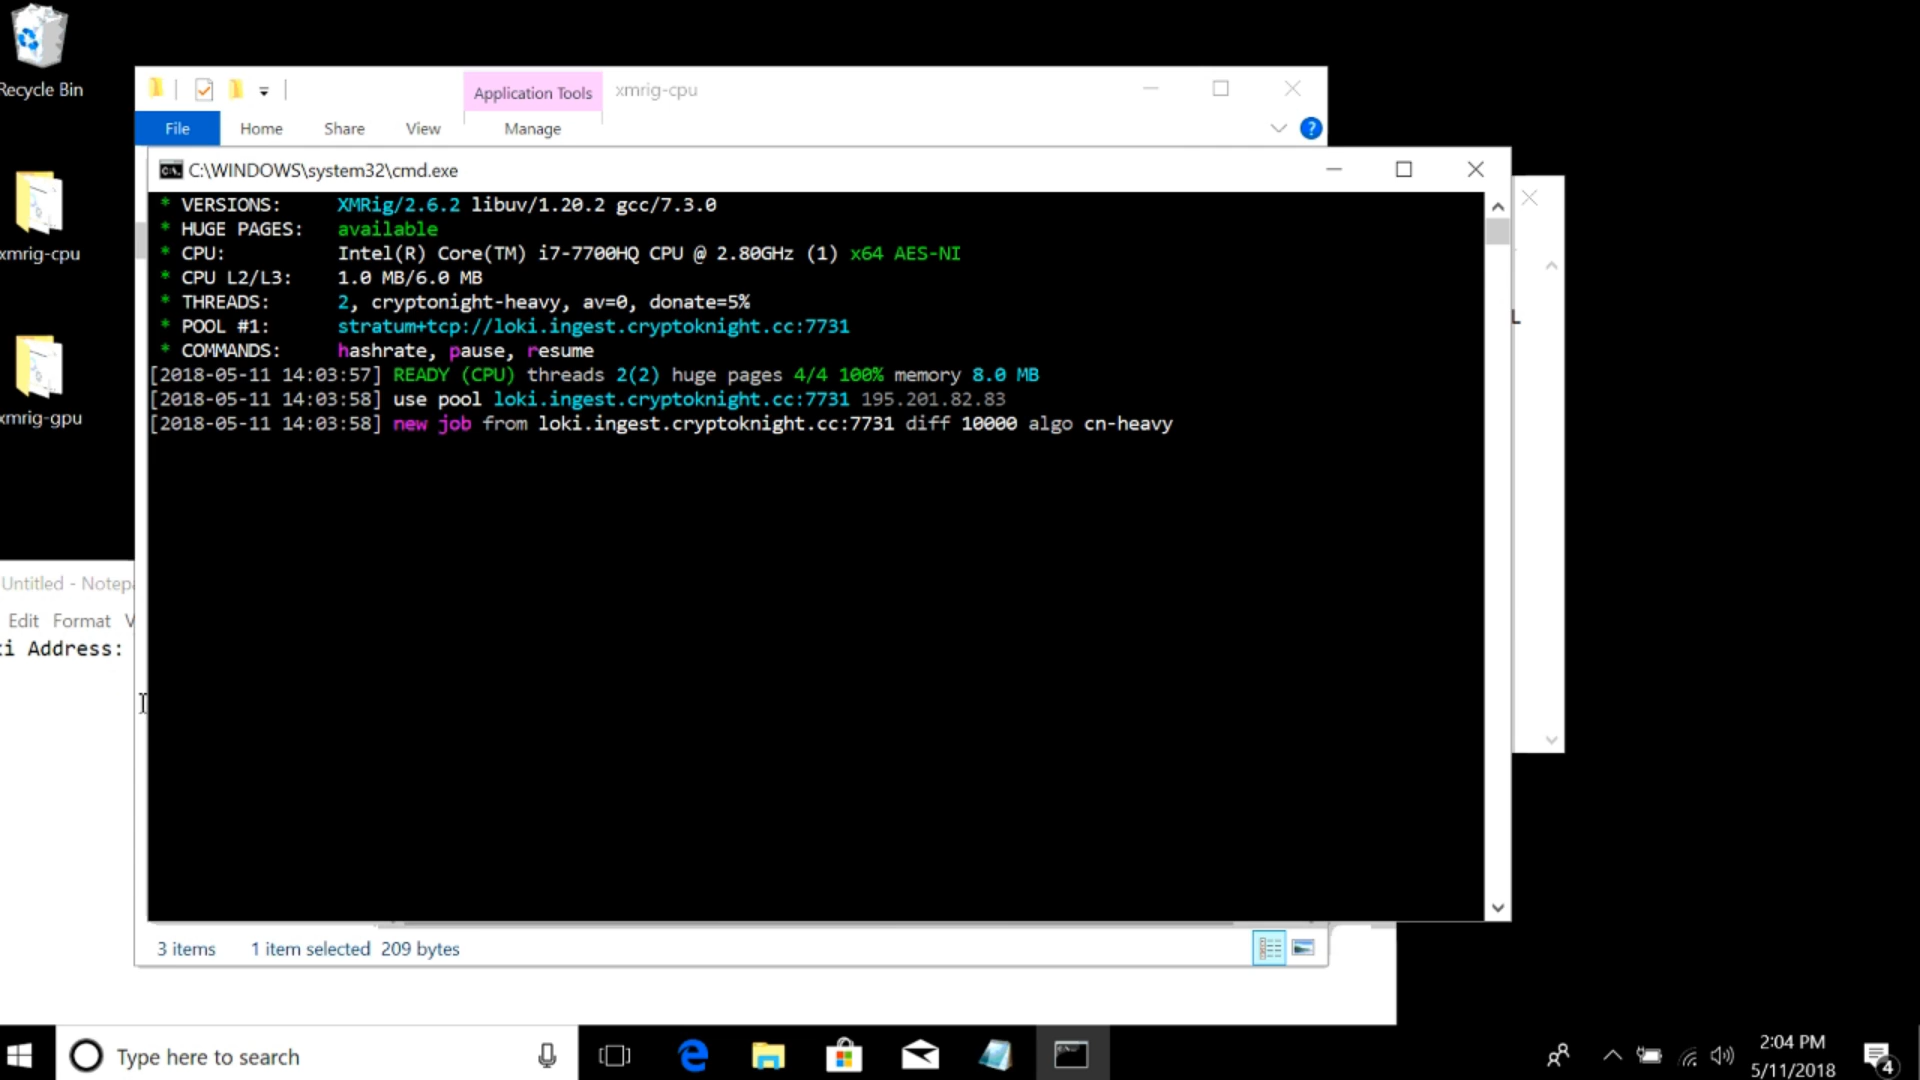 Recycle Bin
xmrig-cpu
xmrig-gpu
Application Tools
xmrig-cpu
File Home Share View Manage
C:\WINDOWS\system32\cmd.exe
* VERSIONS: XMRig/2.6.2 libuv/1.20.2 gcc/7.3.0
* HUGE PAGES: available
* CPU: Intel(R) Core(TM) i7-7700HQ CPU @ 2.80GHz (1) x64 AES-NI
* CPU L2/L3: 1.0 MB/6.0 MB
* THREADS: 2, cryptonight-heavy, av=0, donate=5%
* POOL #1: stratum+tcp://loki.ingest.cryptoknight.cc:7731
* COMMANDS: hashrate, pause, resume
[2018-05-11 14:03:57] READY (CPU) threads 2(2) huge pages 4/4 100% memory 8.0 MB
[2018-05-11 14:03:58] use pool loki.ingest.cryptoknight.cc:7731 195.201.82.83
[2018-05-11 14:03:58] new job from loki.ingest.cryptoknight.cc:7731 diff 10000 algo cn-heavy
L
Untitled - Notepa
Edit Format V
ki Address:
3 items 1 item selected 209 bytes
Type here to search
2:04 PM
5/11/2018
4